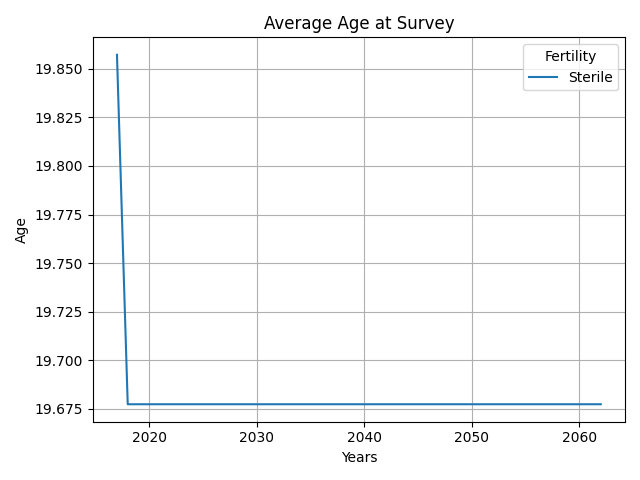 Average Age at Survey
Fertility
Sterile
19.850
19.825
19.800
19.775
19.750
19.725
19.700
19.675
Age
2020 2030 2040 2050 2060
Years